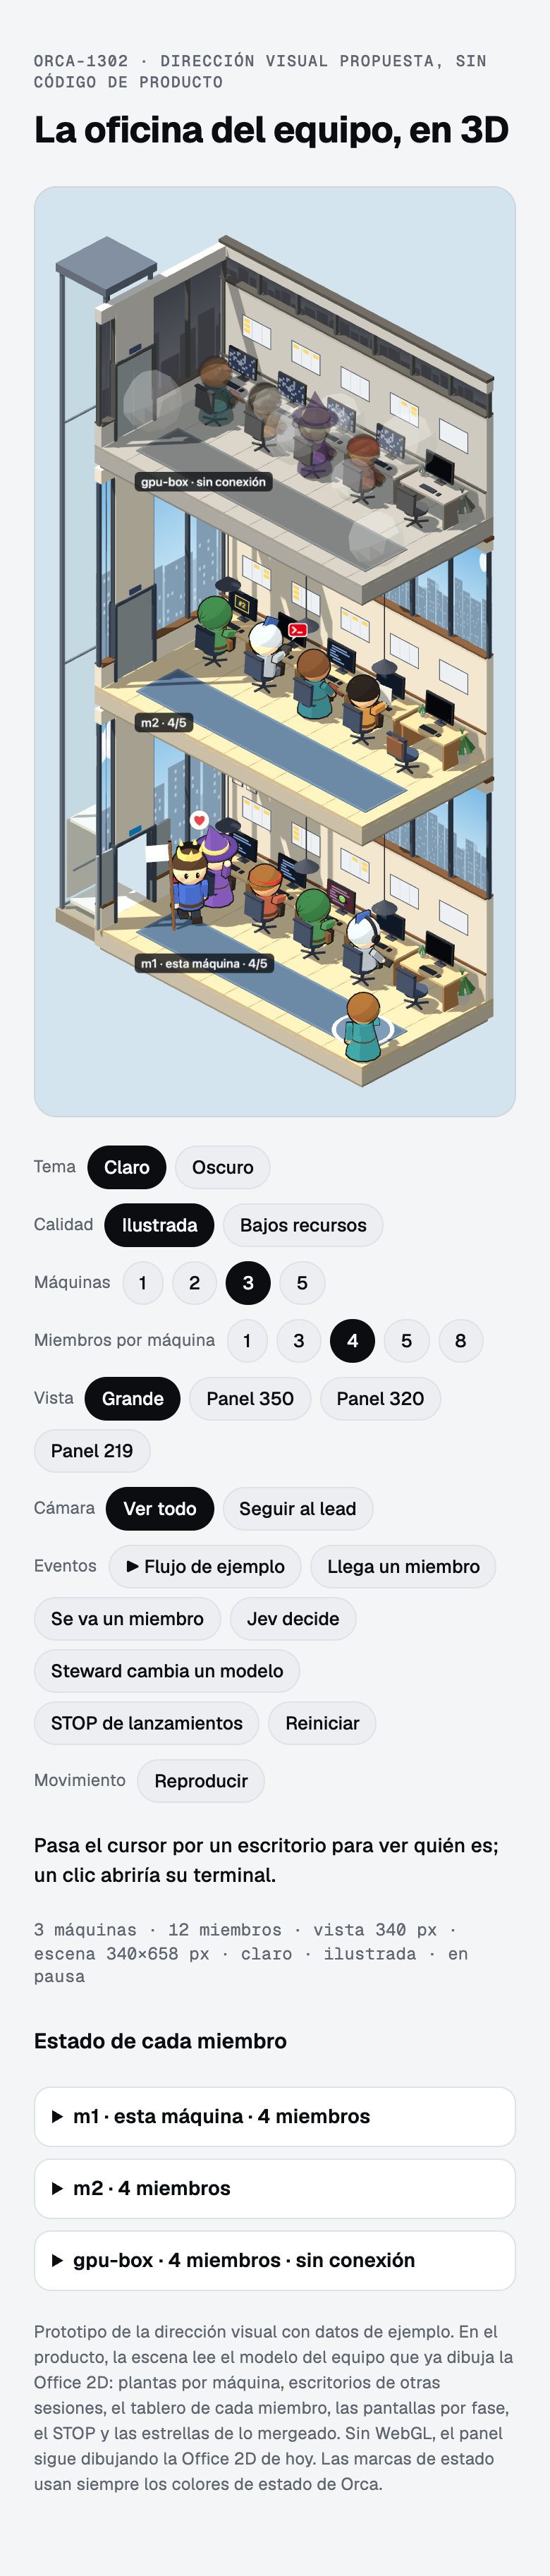 ORCA-1302 · DIRECCIÓN VISUAL PROPUESTA, SIN
CÓDIGO DE PRODUCTO
La oficina del equipo, en 3D
gpu-box · sin conexión
m2 · 4/5
m1 · esta máquina · 4/5
Tema Claro Oscuro
Calidad Ilustrada Bajos recursos
Máquinas 1 2 3 5
Miembros por máquina 1 3 4 5 8
Vista Grande Panel 350 Panel 320
Panel 219
Cámara Ver todo Seguir al lead
Eventos ▶ Flujo de ejemplo Llega un miembro
Se va un miembro Jev decide
Steward cambia un modelo
STOP de lanzamientos Reiniciar
Movimiento Reproducir
Pasa el cursor por un escritorio para ver quién es;
un clic abriría su terminal.
3 máquinas · 12 miembros · vista 340 px ·
escena 340×658 px · claro · ilustrada · en
pausa
Estado de cada miembro
▶ m1 · esta máquina · 4 miembros
▶ m2 · 4 miembros
▶ gpu-box · 4 miembros · sin conexión
Prototipo de la dirección visual con datos de ejemplo. En el
producto, la escena lee el modelo del equipo que ya dibuja la
Office 2D: plantas por máquina, escritorios de otras
sesiones, el tablero de cada miembro, las pantallas por fase,
el STOP y las estrellas de lo mergeado. Sin WebGL, el panel
sigue dibujando la Office 2D de hoy. Las marcas de estado
usan siempre los colores de estado de Orca.